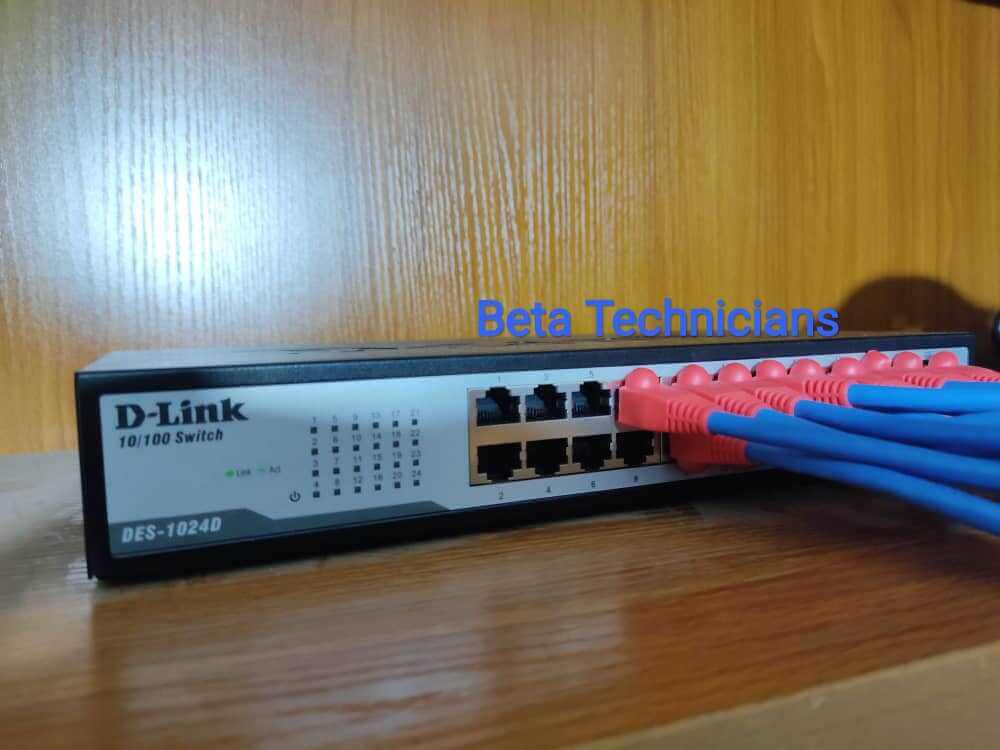 Beta Technicians
D-Link
10/100 Switch
1 5 9 13 17 21
2 6 10 14 18 22
3 7 11 15 19 23
4 8 12 16 20 24
Link Act
DES-1024D
1 3 5
2 4 6 8